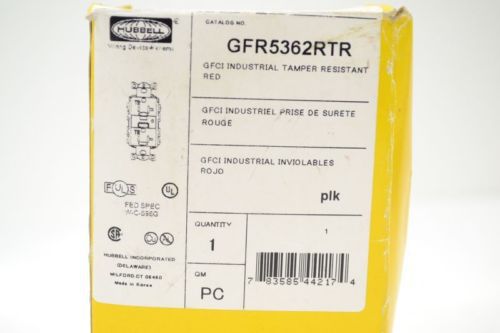 HUBBELL
Wiring Device-Kellems
CATALOG NO.
GFR5362RTR
GFCI INDUSTRIAL TAMPER RESISTANT
RED
GFCI INDUSTRIEL PRISE DE SURETE
ROUGE
GFCI INDUSTRIAL INVIOLABLES
ROJO
plk
FED SPEC
W-C-596G
HUBBELL INCORPORATED
(DELAWARE)
MILFORD, CT 06460
Made in Korea
QUANTITY
1
QM
PC
1
7 83585 44217 4